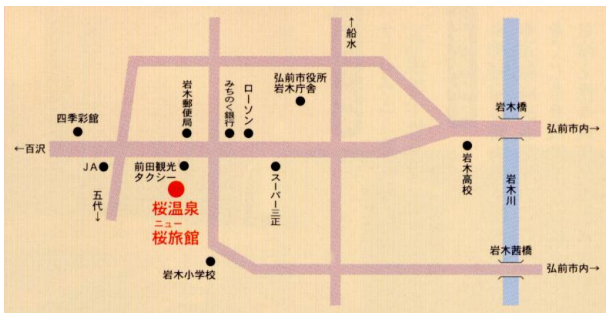 ↑船水
弘前市役所
岩木庁舎
ローソン
みちのく銀行
岩木郵便局
四季彩館
岩木橋
←百沢
弘前市内→
JA
前田観光
タクシー
スーパー三正
岩木高校
岩木川
五代→
桜温泉
ニュー
桜旅館
岩木茜橋
岩木小学校
弘前市内→